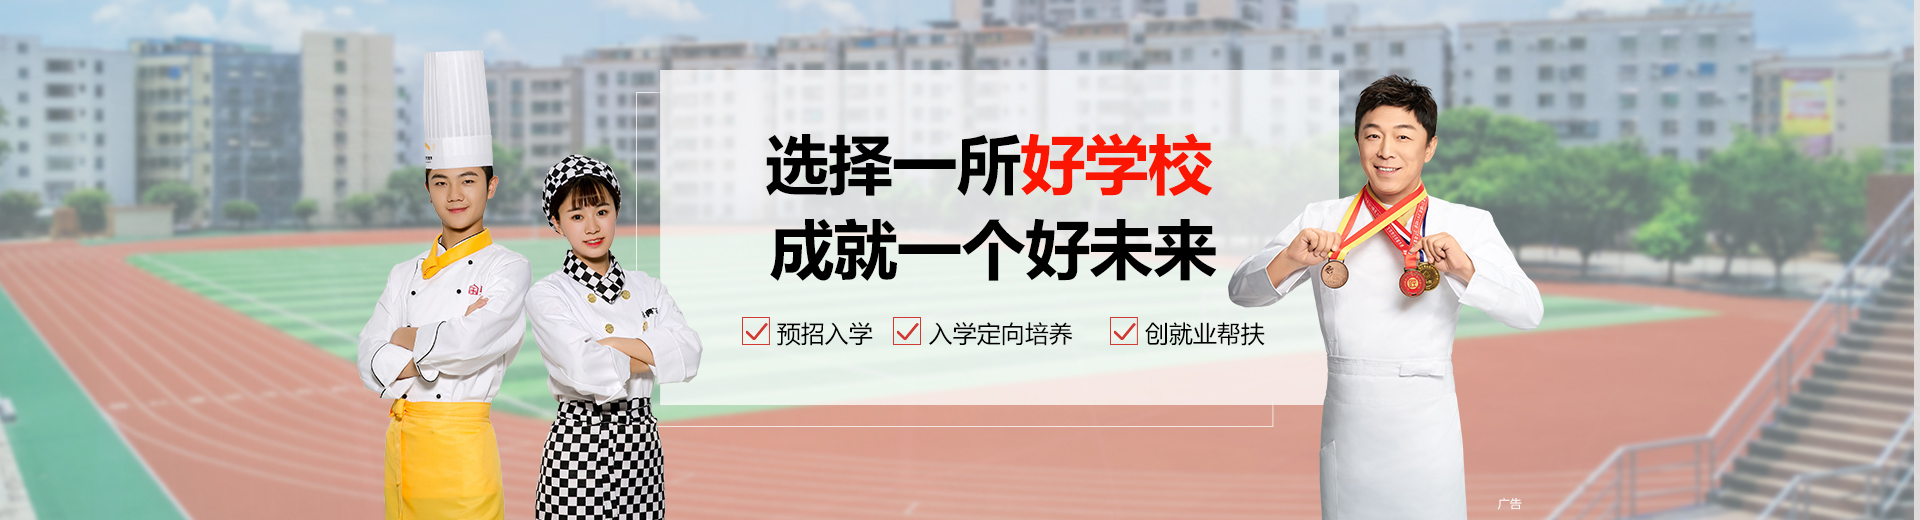 选择一所好学校
成就一个好未来
预招入学 入学定向培养 创就业帮扶
广告